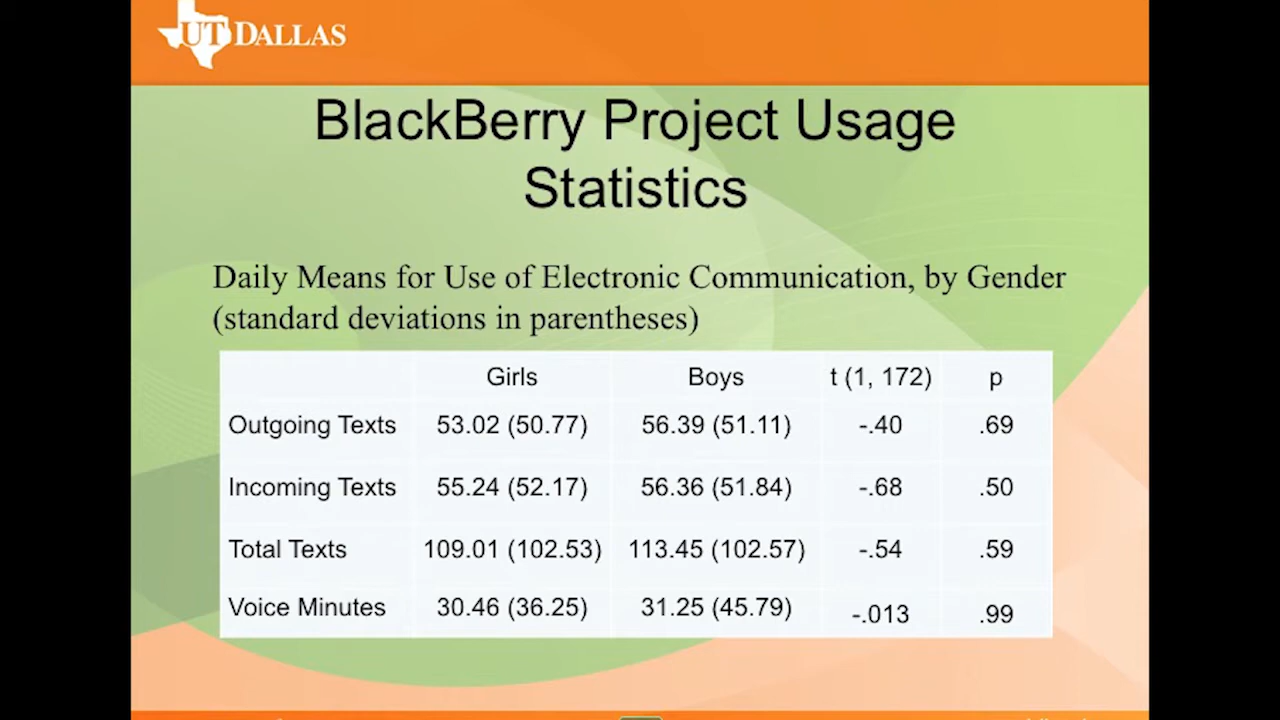 UT DALLAS
BlackBerry Project Usage
Statistics
Daily Means for Use of Electronic Communication, by Gender
(standard deviations in parentheses)
Girls Boys t (1, 172) p
Outgoing Texts 53.02 (50.77) 56.39 (51.11) -.40 .69
Incoming Texts 55.24 (52.17) 56.36 (51.84) -.68 .50
Total Texts 109.01 (102.53) 113.45 (102.57) -.54 .59
Voice Minutes 30.46 (36.25) 31.25 (45.79) -.013 .99